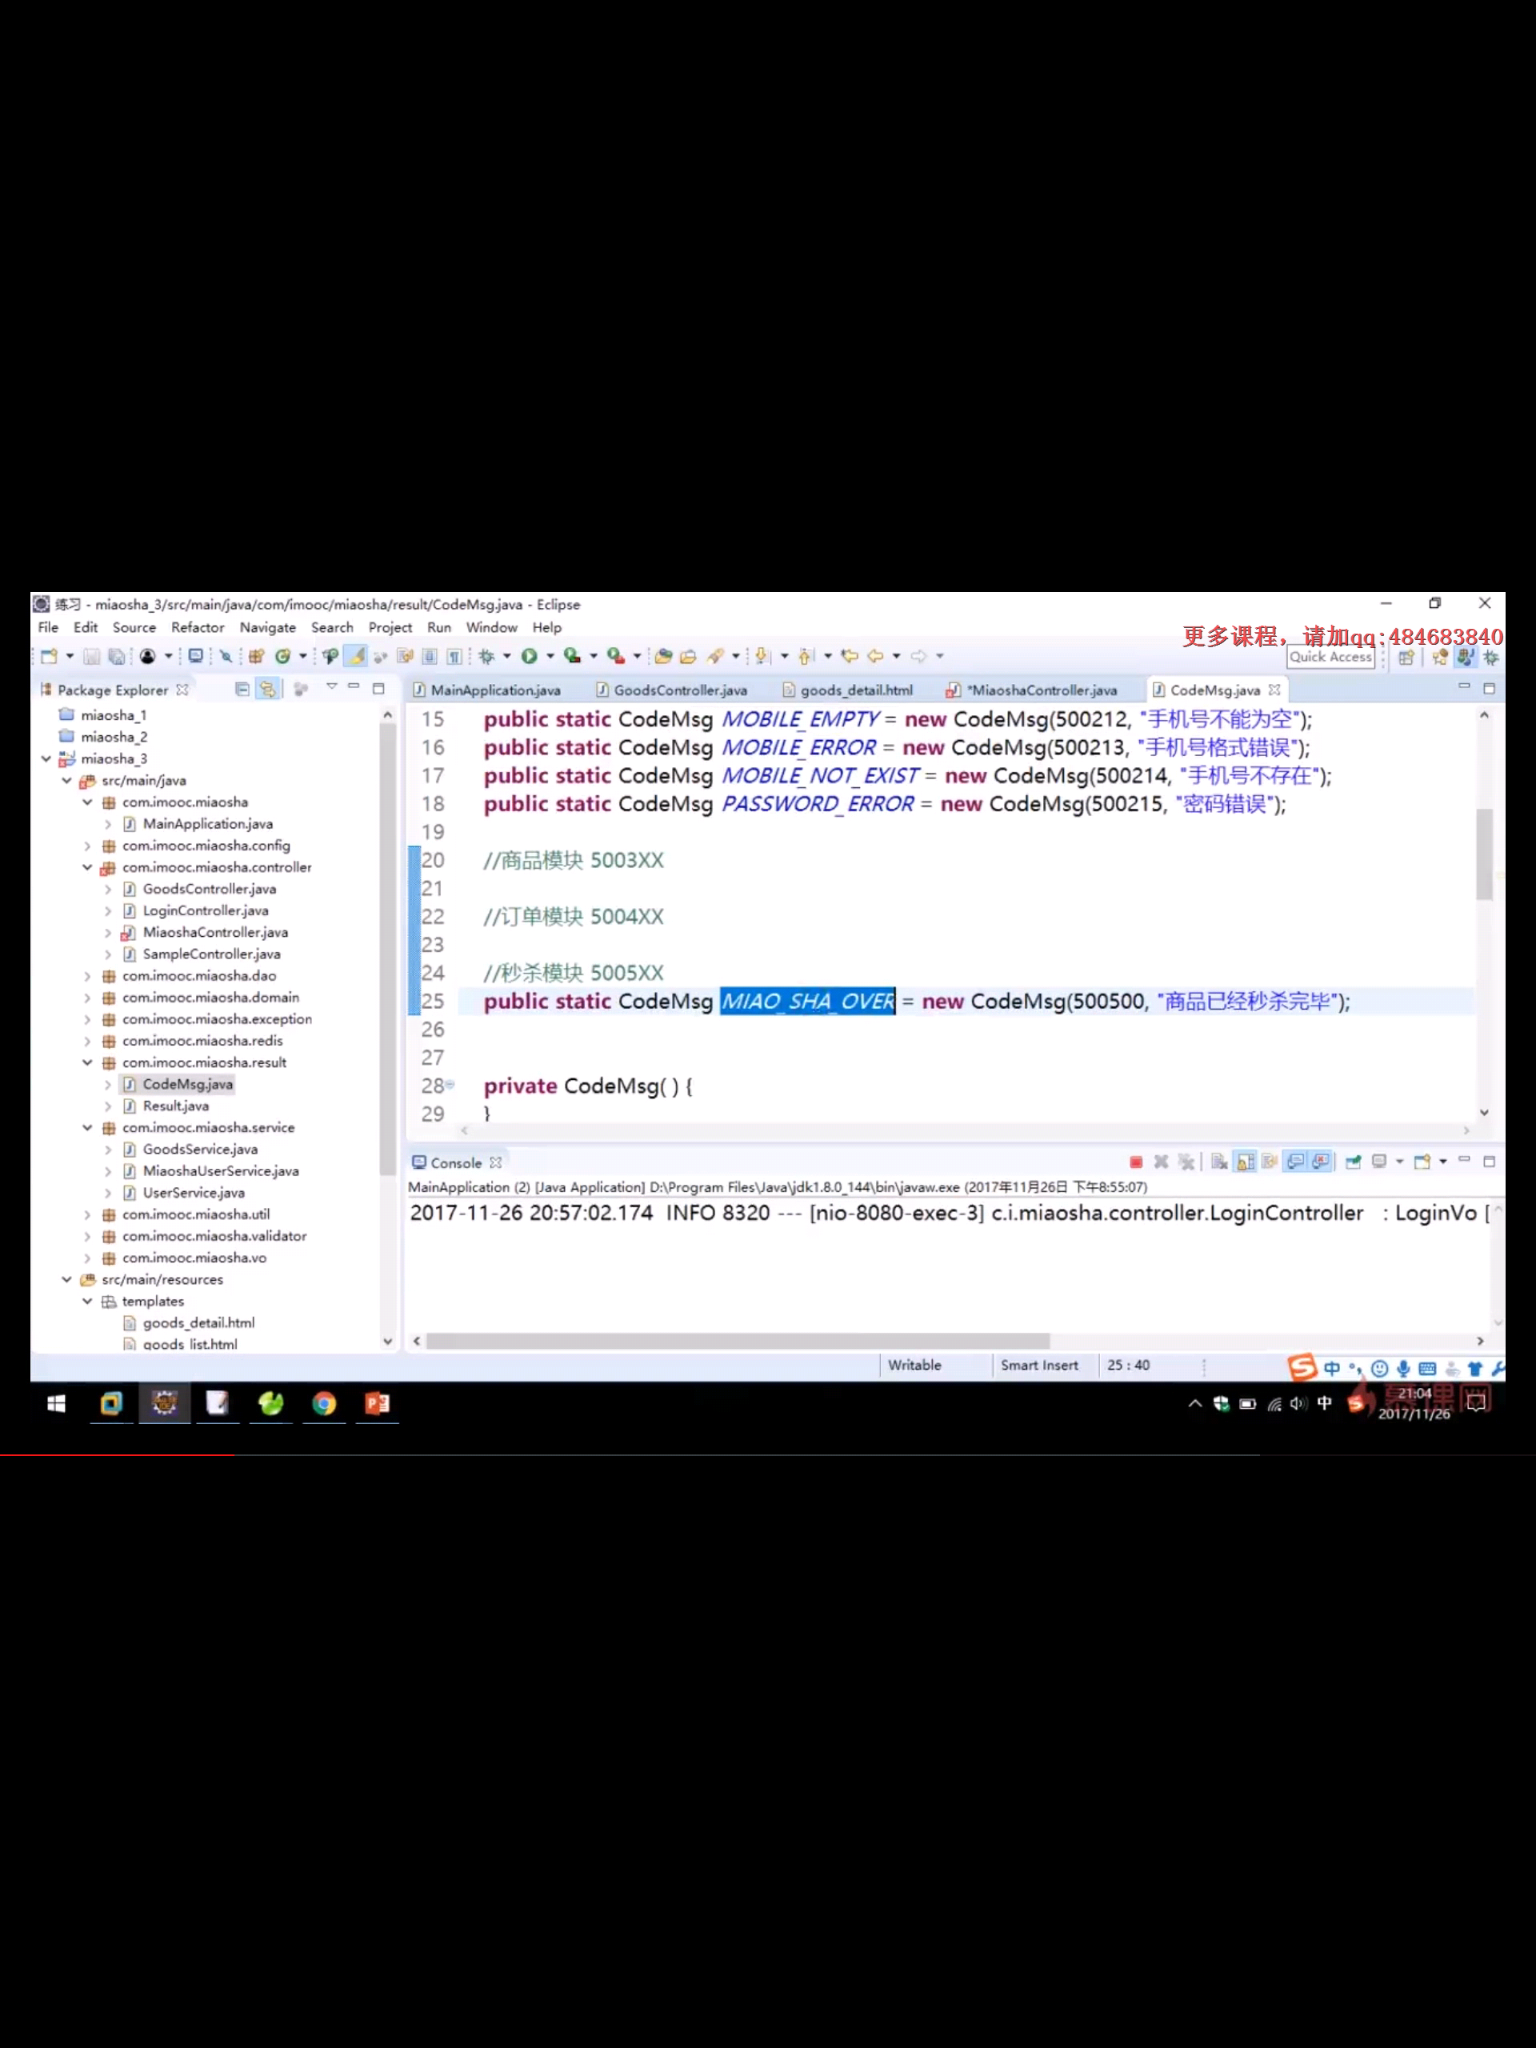 练习 - miaosha_3/src/main/java/com/imooc/miaosha/result/CodeMsg.java - Eclipse
File Edit Source Refactor Navigate Search Project Run Window Help
更多课程，请加qq:484683840
Quick Access
Package Explorer
MainApplication.java GoodsController.java goods_detail.html *MiaoshaController.java CodeMsg.java
miaosha_1
miaosha_2
miaosha_3
src/main/java
com.imooc.miaosha
MainApplication.java
com.imooc.miaosha.config
com.imooc.miaosha.controller
GoodsController.java
LoginController.java
MiaoshaController.java
SampleController.java
com.imooc.miaosha.dao
com.imooc.miaosha.domain
com.imooc.miaosha.exception
com.imooc.miaosha.redis
com.imooc.miaosha.result
CodeMsg.java
Result.java
com.imooc.miaosha.service
GoodsService.java
MiaoshaUserService.java
UserService.java
com.imooc.miaosha.util
com.imooc.miaosha.validator
com.imooc.miaosha.vo
src/main/resources
templates
goods_detail.html
goods_list.html
15 public static CodeMsg MOBILE_EMPTY = new CodeMsg(500212, "手机号不能为空");
16 public static CodeMsg MOBILE_ERROR = new CodeMsg(500213, "手机号格式错误");
17 public static CodeMsg MOBILE_NOT_EXIST = new CodeMsg(500214, "手机号不存在");
18 public static CodeMsg PASSWORD_ERROR = new CodeMsg(500215, "密码错误");
19
20 //商品模块 5003XX
21
22 //订单模块 5004XX
23
24 //秒杀模块 5005XX
25 public static CodeMsg MIAO_SHA_OVER = new CodeMsg(500500, "商品已经秒杀完毕");
26
27
28 private CodeMsg( ) {
29 }
Console
MainApplication (2) [Java Application] D:\Program Files\Java\jdk1.8.0_144\bin\javaw.exe (2017年11月26日 下午8:55:07)
2017-11-26 20:57:02.174 INFO 8320 --- [nio-8080-exec-3] c.i.miaosha.controller.LoginController : LoginVo [
Writable Smart Insert 25 : 40
中
中
慕课网
21:04
2017/11/26